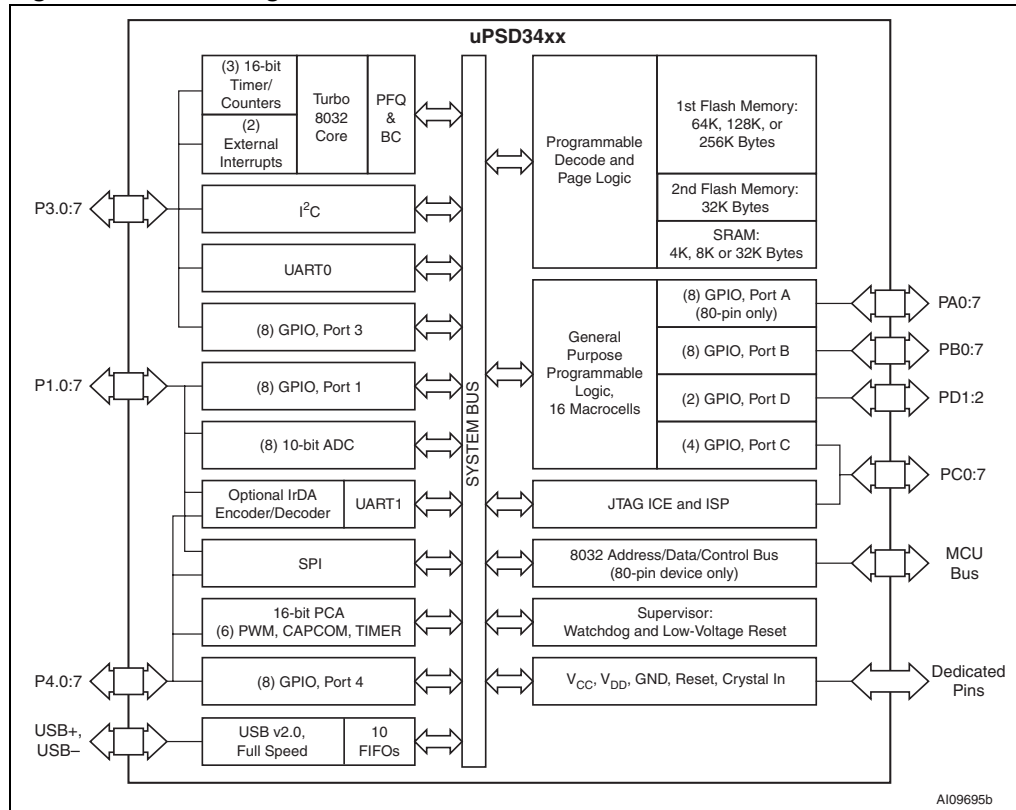 uPSD34xx
(3) 16-bit
Timer/
Counters
(2)
External
Interrupts
Turbo
8032
Core
PFQ
&
BC
P3.0:7
I²C
UART0
(8) GPIO, Port 3
P1.0:7
(8) GPIO, Port 1
(8) 10-bit ADC
Optional IrDA
Encoder/Decoder
UART1
SPI
16-bit PCA
(6) PWM, CAPCOM, TIMER
P4.0:7
(8) GPIO, Port 4
USB+,
USB–
USB v2.0,
Full Speed
10
FIFOs
SYSTEM BUS
Programmable
Decode and
Page Logic
1st Flash Memory:
64K, 128K, or
256K Bytes
2nd Flash Memory:
32K Bytes
SRAM:
4K, 8K or 32K Bytes
General
Purpose
Programmable
Logic,
16 Macrocells
(8) GPIO, Port A
(80-pin only)
PA0:7
(8) GPIO, Port B
PB0:7
(2) GPIO, Port D
PD1:2
(4) GPIO, Port C
PC0:7
JTAG ICE and ISP
8032 Address/Data/Control Bus
(80-pin device only)
MCU
Bus
Supervisor:
Watchdog and Low-Voltage Reset
VCC, VDD, GND, Reset, Crystal In
Dedicated
Pins
AI09695b